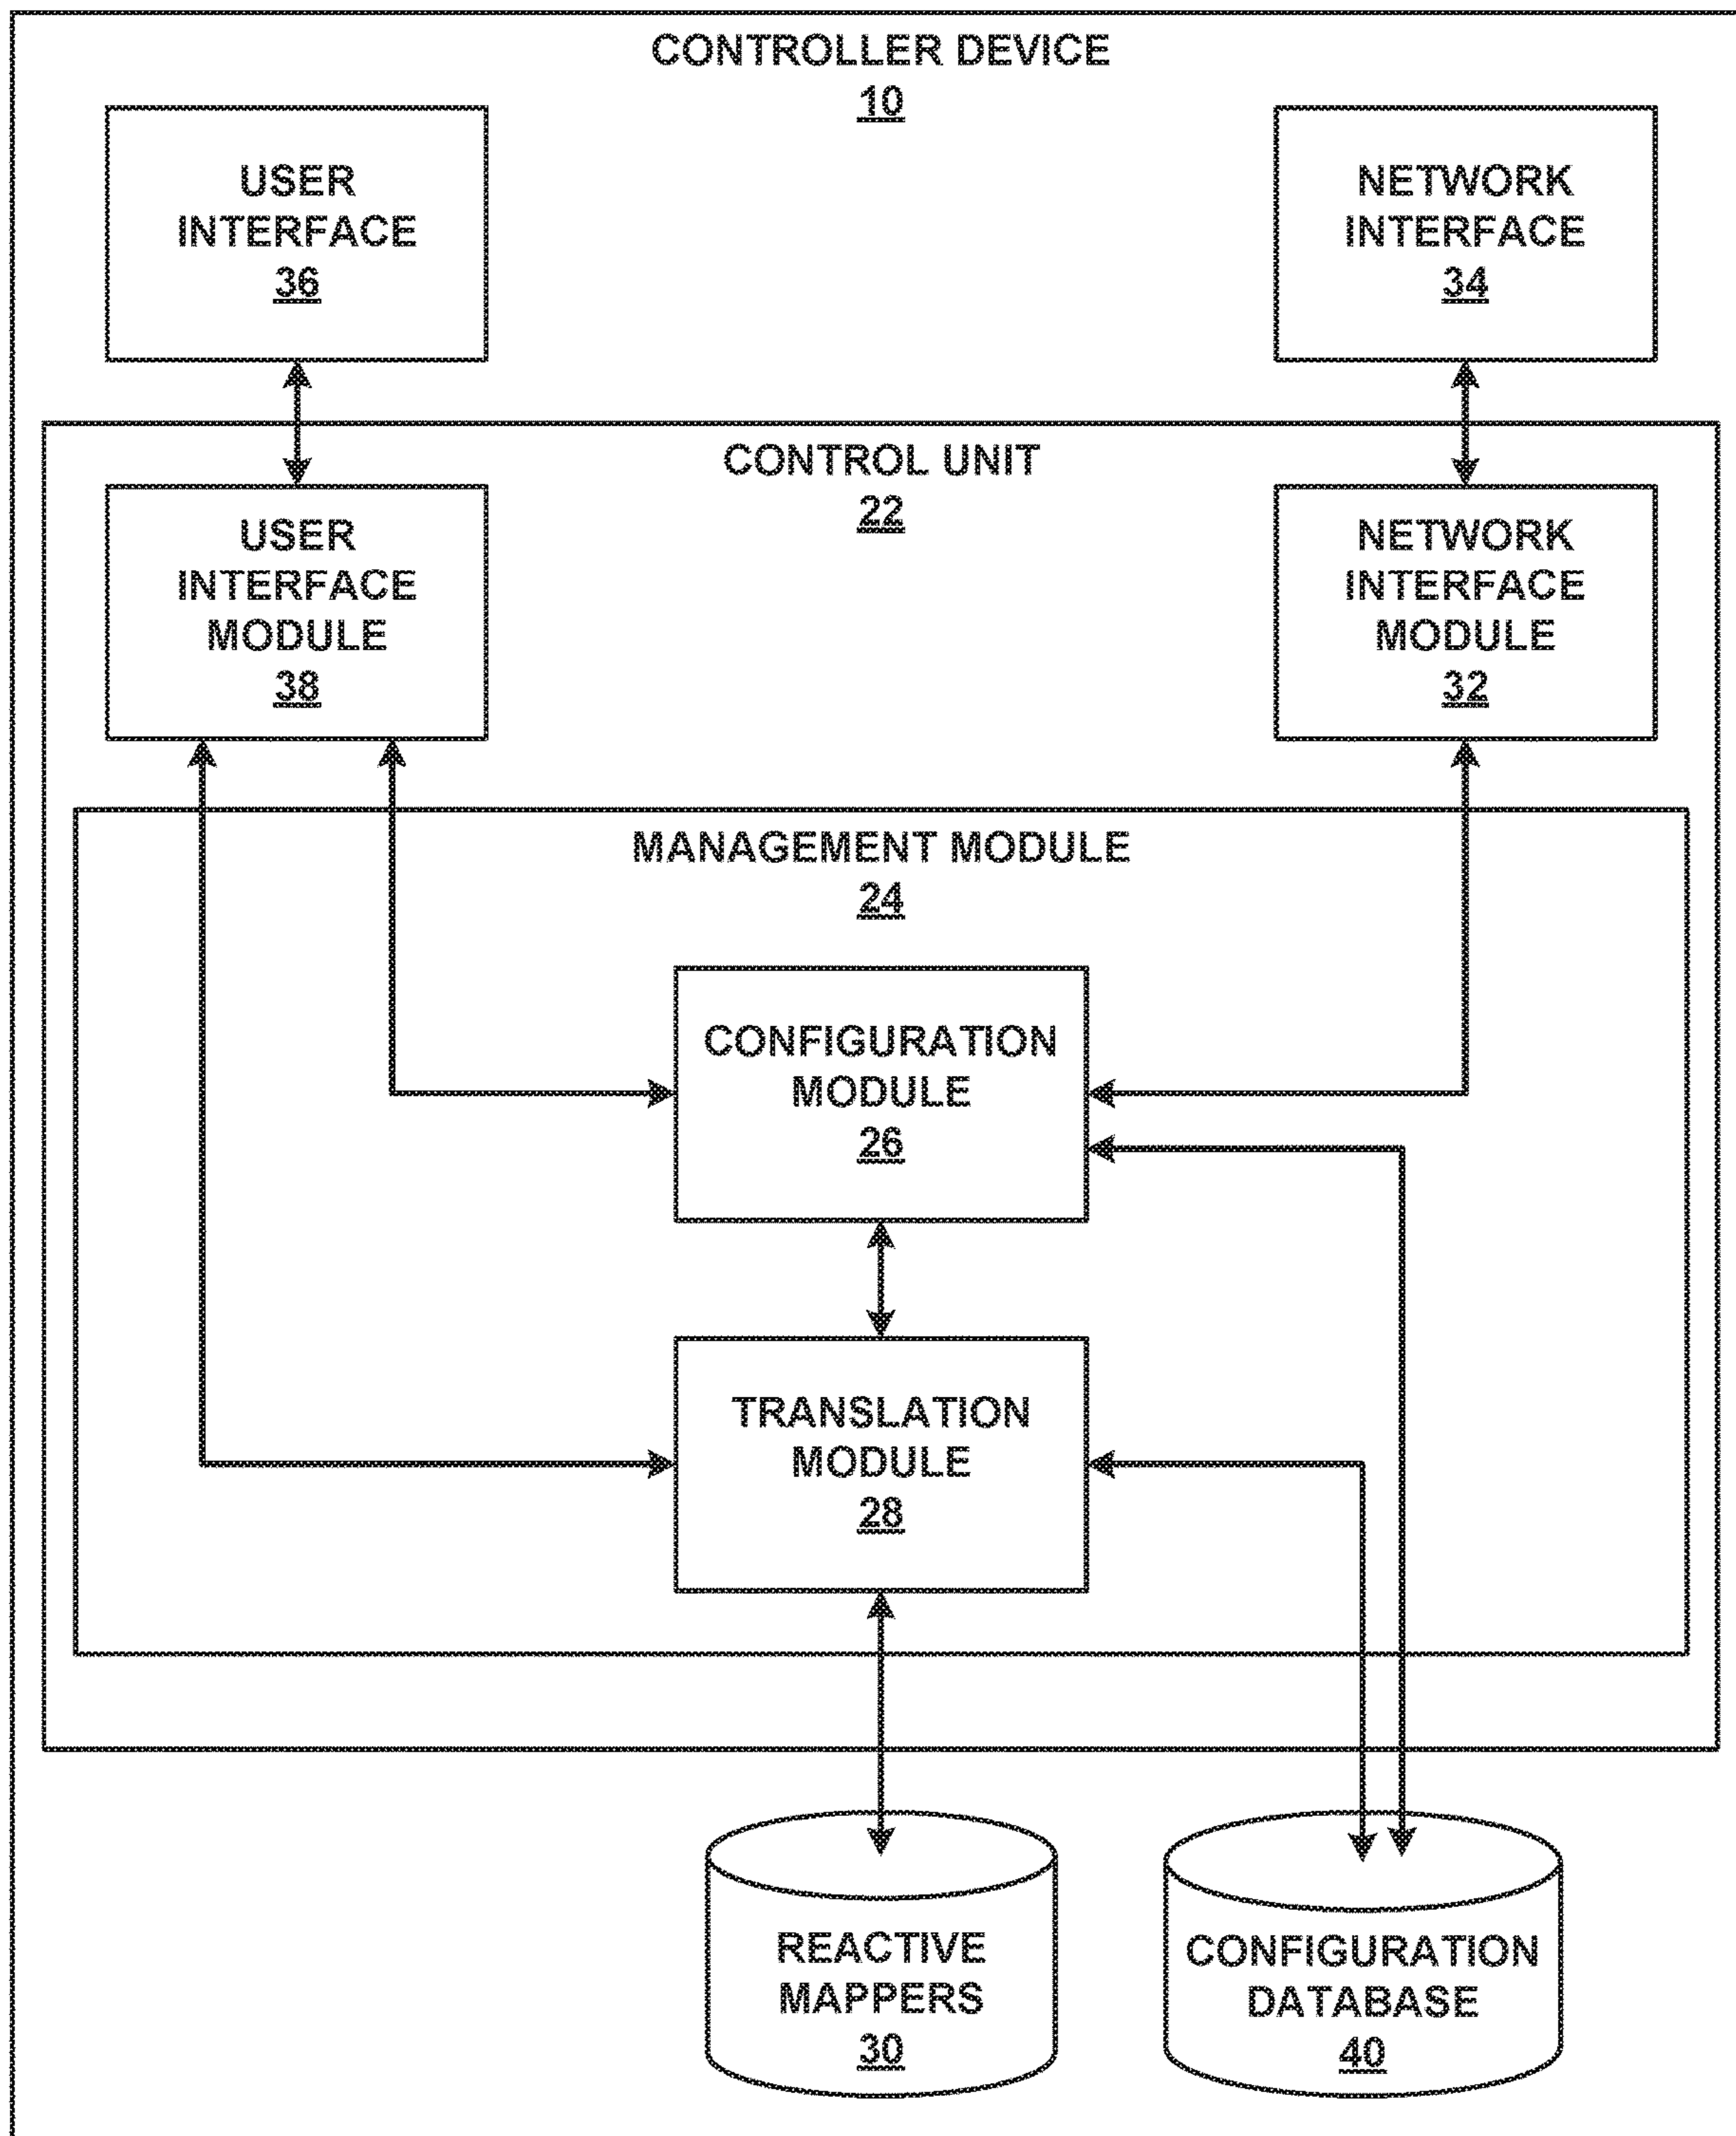 CONTROLLER DEVICE
10
USER
INTERFACE
36
NETWORK
INTERFACE
34
CONTROL UNIT
22
USER
INTERFACE
MODULE
38
NETWORK
INTERFACE
MODULE
32
MANAGEMENT MODULE
24
CONFIGURATION
MODULE
26
TRANSLATION
MODULE
28
REACTIVE
MAPPERS
30
CONFIGURATION
DATABASE
40